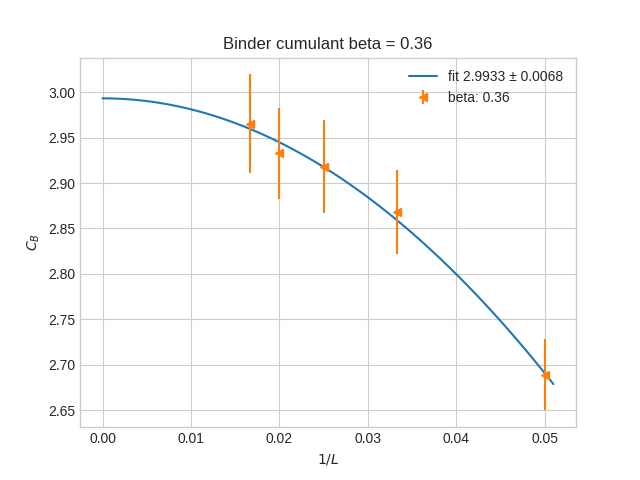 Binder cumulant beta = 0.36
fit 2.9933 ± 0.0068
beta: 0.36
3.00
2.95
2.90
2.85
2.80
2.75
2.70
2.65
C_B
0.00 0.01 0.02 0.03 0.04 0.05
1/L